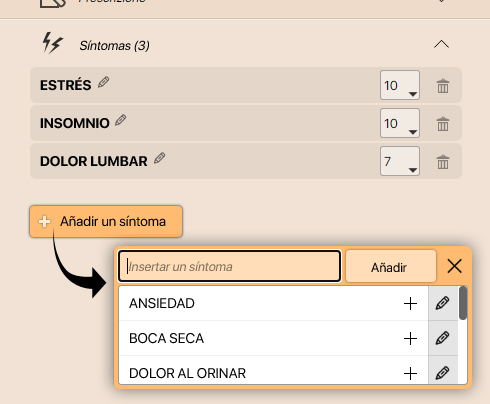 Síntomas (3)
ESTRÉS 10
INSOMNIO 10
DOLOR LUMBAR 7
+ Añadir un síntoma
Insertar un síntoma Añadir
ANSIEDAD
BOCA SECA
DOLOR AL ORINAR